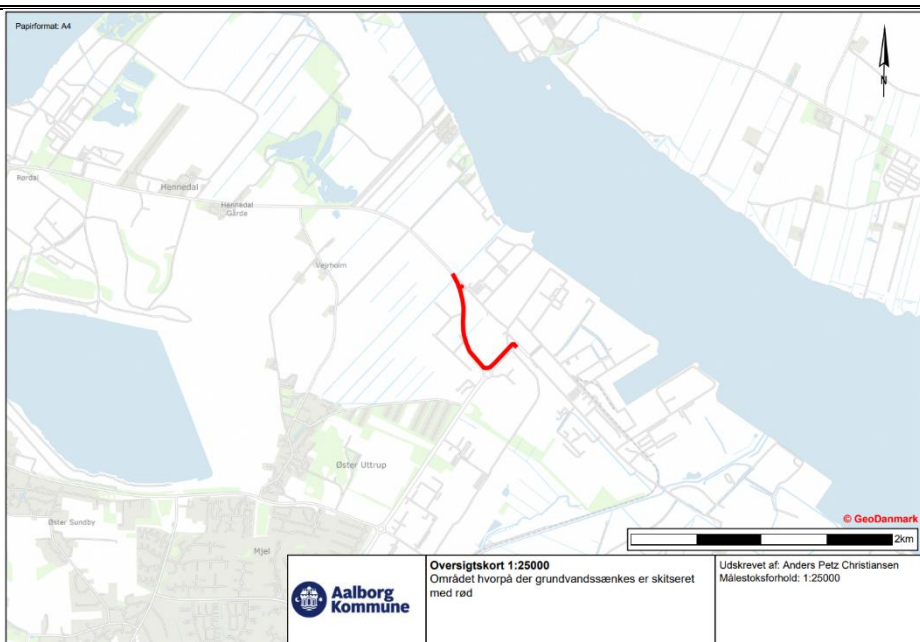 Papirformat: A4
N
Rørdal
Hennedal
Hennedal
Gårde
Vejrholm
Øster Uttrup
Øster Sundby
Mjel
© GeoDanmark
2km
Aalborg
Kommune
Oversigtskort 1:25000
Området hvorpå der grundvandssænkes er skitseret
med rød
Udskrevet af: Anders Petz Christiansen
Målestoksforhold: 1:25000